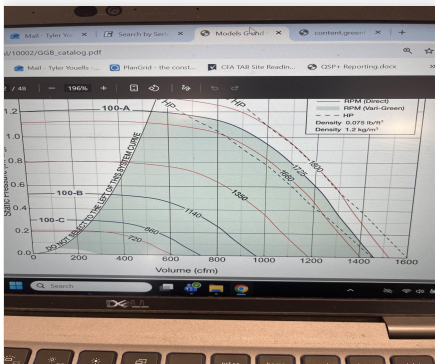 Mail - Tyler Yo
Search by Seri
Models G and
content.green
al/10002/GGB_catalog.pdf
Mail - Tyler Youells -...
PlanGrid - the const...
CFA TAB Site Readin...
QSP+ Reporting.docx
/ 48
196%
HP
HP
RPM (Direct)
RPM (Vari-Green)
HP
Density 0.075 lb/ft³
Density 1.2 kg/m³
1.2
100-A
1.0
0.8
0.6
100-B
0.4
100-C
0.2
0.0
DO NOT SELECT TO THE LEFT OF THIS SYSTEM CURVE
720
860
1140
1350
1660
1725
1800
0
200
400
600
800
1000
1200
1400
1600
Volume (cfm)
Search
DELL